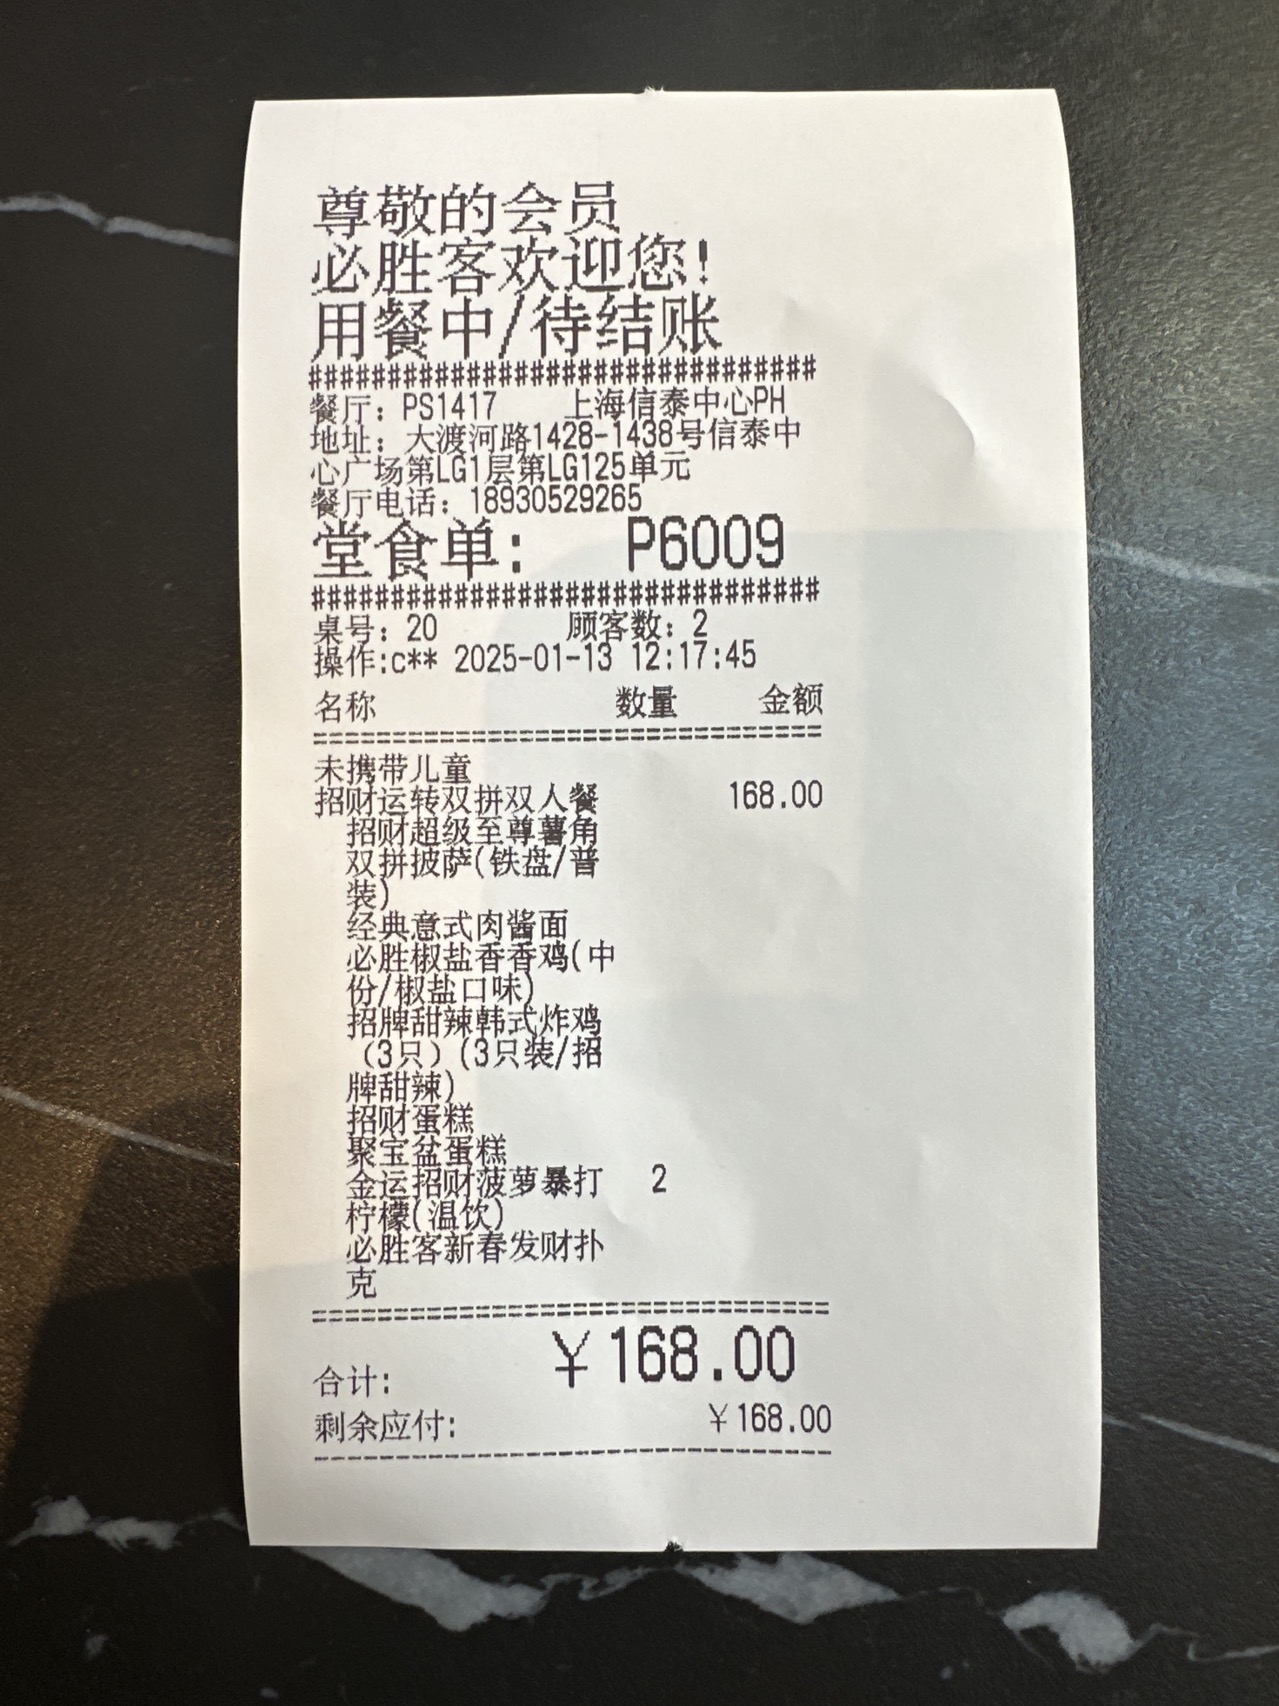 尊敬的会员
必胜客欢迎您!
用餐中/待结账
################################
餐厅: PS1417 上海信泰中心PH
地址: 大渡河路1428-1438号信泰中
心广场第LG1层第LG125单元
餐厅电话: 18930529265
堂食单: P6009
################################
桌号: 20 顾客数: 2
操作:c** 2025-01-13 12:17:45
名称 数量 金额
================================
未携带儿童
招财运转双拼双人餐 168.00
招财超级至尊薯角
双拼披萨(铁盘/普
装)
经典意式肉酱面
必胜椒盐香香鸡(中
份/椒盐口味)
招牌甜辣韩式炸鸡
（3只）(3只装/招
牌甜辣)
招财蛋糕
聚宝盆蛋糕
金运招财菠萝暴打 2
柠檬(温饮)
必胜客新春发财扑
克
================================
合计: ￥168.00
剩余应付: ￥168.00
--------------------------------